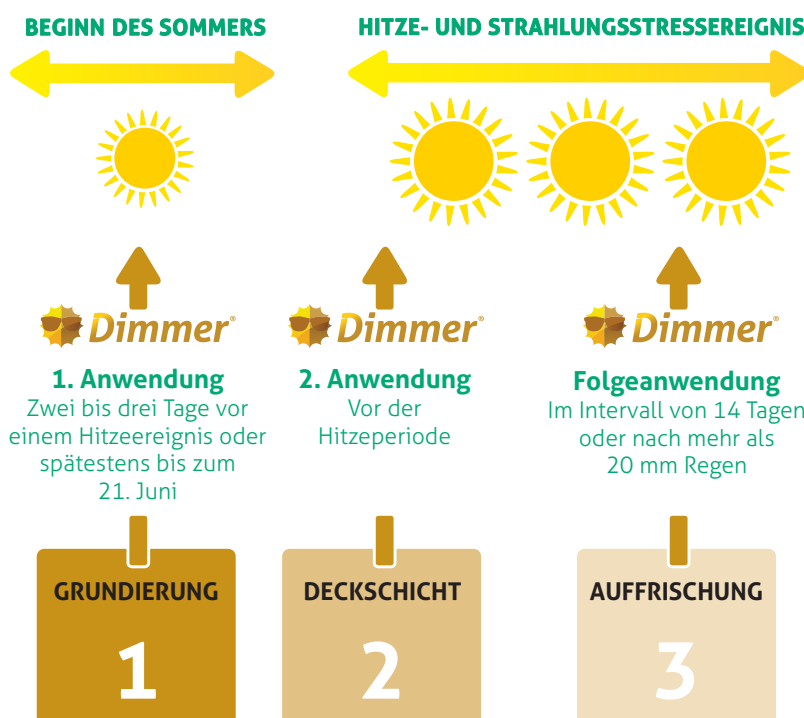 BEGINN DES SOMMERS
HITZE- UND STRAHLUNGSSTRESSEREIGNIS
Dimmer®
1. Anwendung
Zwei bis drei Tage vor
einem Hitzeereignis oder
spätestens bis zum
21. Juni
GRUNDIERUNG
1
Dimmer®
2. Anwendung
Vor der
Hitzeperiode
DECKSCHICHT
2
Dimmer®
Folgeanwendung
Im Intervall von 14 Tagen
oder nach mehr als
20 mm Regen
AUFFRISCHUNG
3